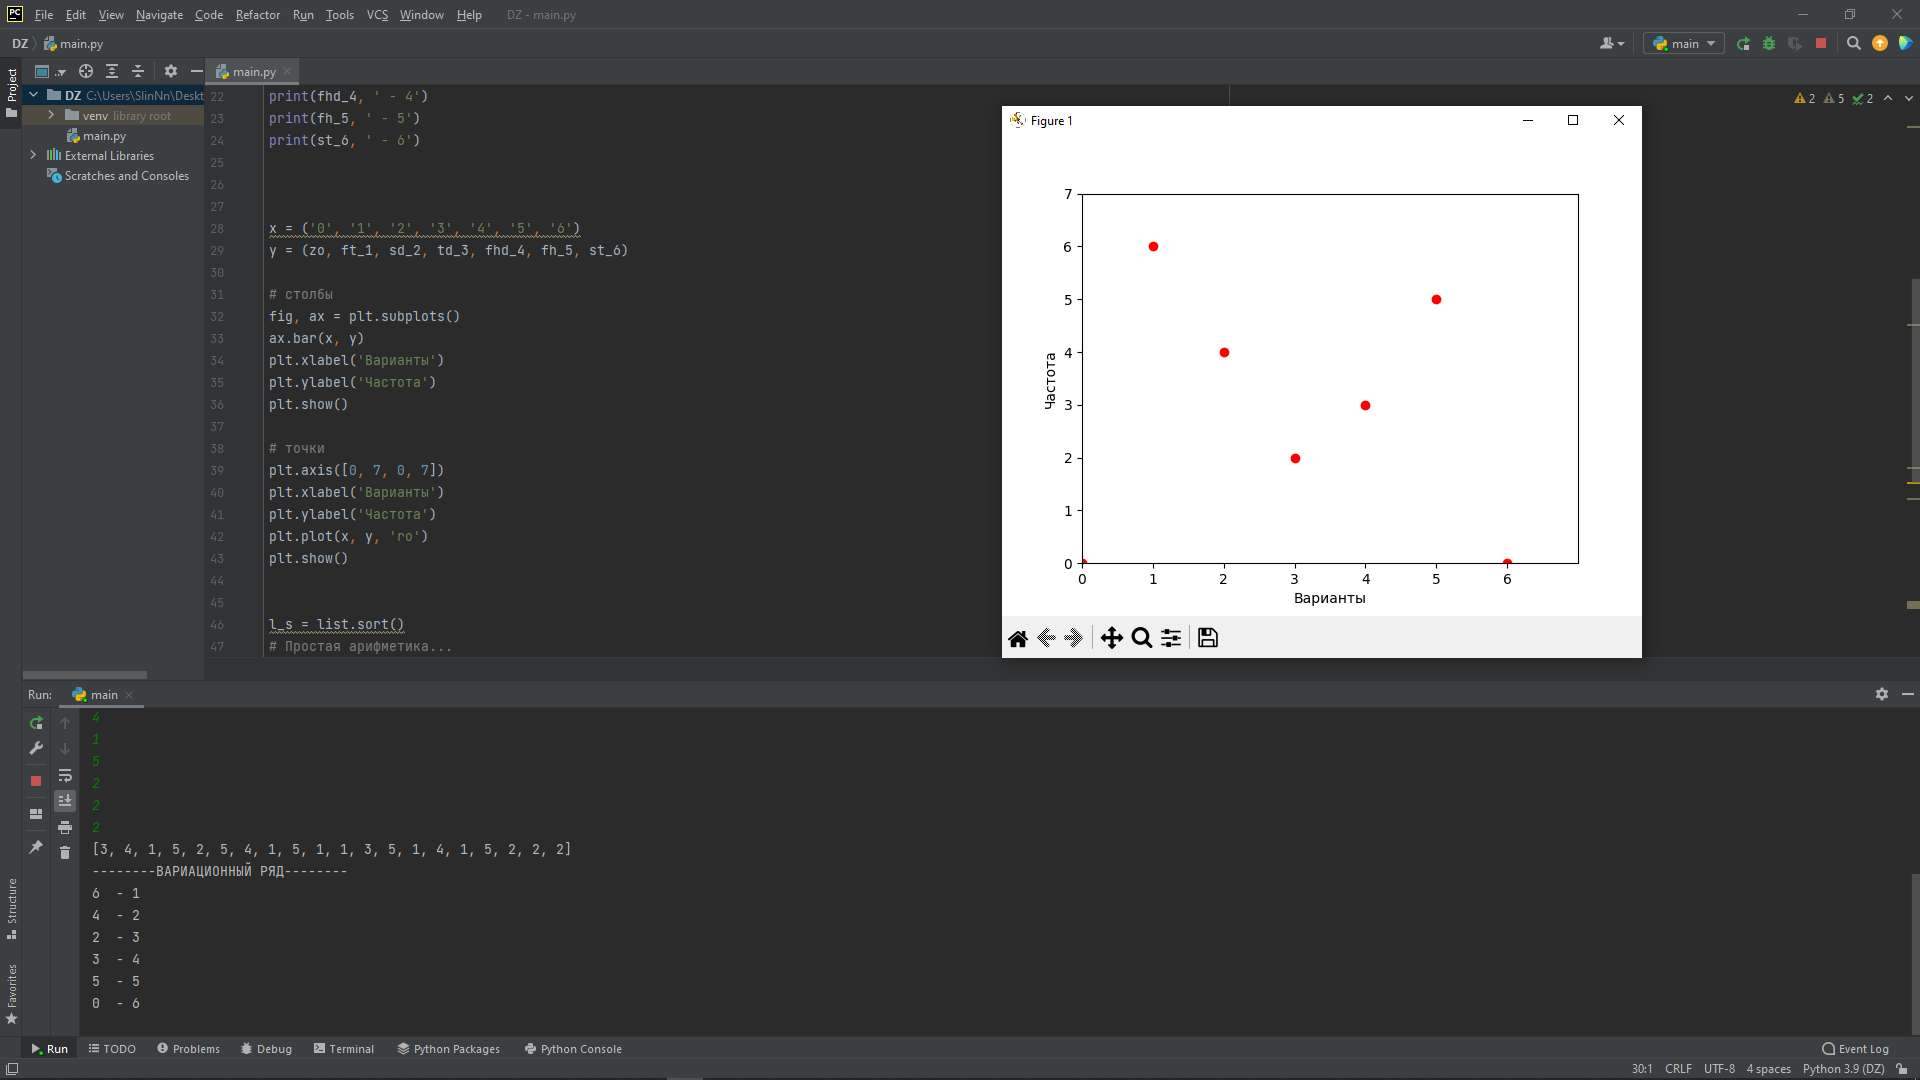 PC File Edit View Navigate Code Refactor Run Tools VCS Window Help DZ - main.py
DZ main.py main
Project
main.py
DZ C:\Users\SlinNn\Deskt
venv library root
main.py
External Libraries
Scratches and Consoles
2 5 2
22 print(fhd_4, ' - 4')
23 print(fh_5, ' - 5')
24 print(st_6, ' - 6')
25
26
27
28 x = ('0', '1', '2', '3', '4', '5', '6')
29 y = (zo, ft_1, sd_2, td_3, fhd_4, fh_5, st_6)
30
31 # столбы
32 fig, ax = plt.subplots()
33 ax.bar(x, y)
34 plt.xlabel('Варианты')
35 plt.ylabel('Частота')
36 plt.show()
37
38 # точки
39 plt.axis([0, 7, 0, 7])
40 plt.xlabel('Варианты')
41 plt.ylabel('Частота')
42 plt.plot(x, y, 'ro')
43 plt.show()
44
45
46 l_s = list.sort()
47 # Простая арифметика...
Figure 1
7
6
5
4
3
2
1
0
Частота
0 1 2 3 4 5 6
Варианты
Run: main
4
1
5
2
2
2
[3, 4, 1, 5, 2, 5, 4, 1, 5, 1, 1, 3, 5, 1, 4, 1, 5, 2, 2, 2]
--------ВАРИАЦИОННЫЙ РЯД--------
6  - 1
4  - 2
2  - 3
3  - 4
5  - 5
0  - 6
Structure
Favorites
Run TODO Problems Debug Terminal Python Packages Python Console Event Log
30:1 CRLF UTF-8 4 spaces Python 3.9 (DZ)